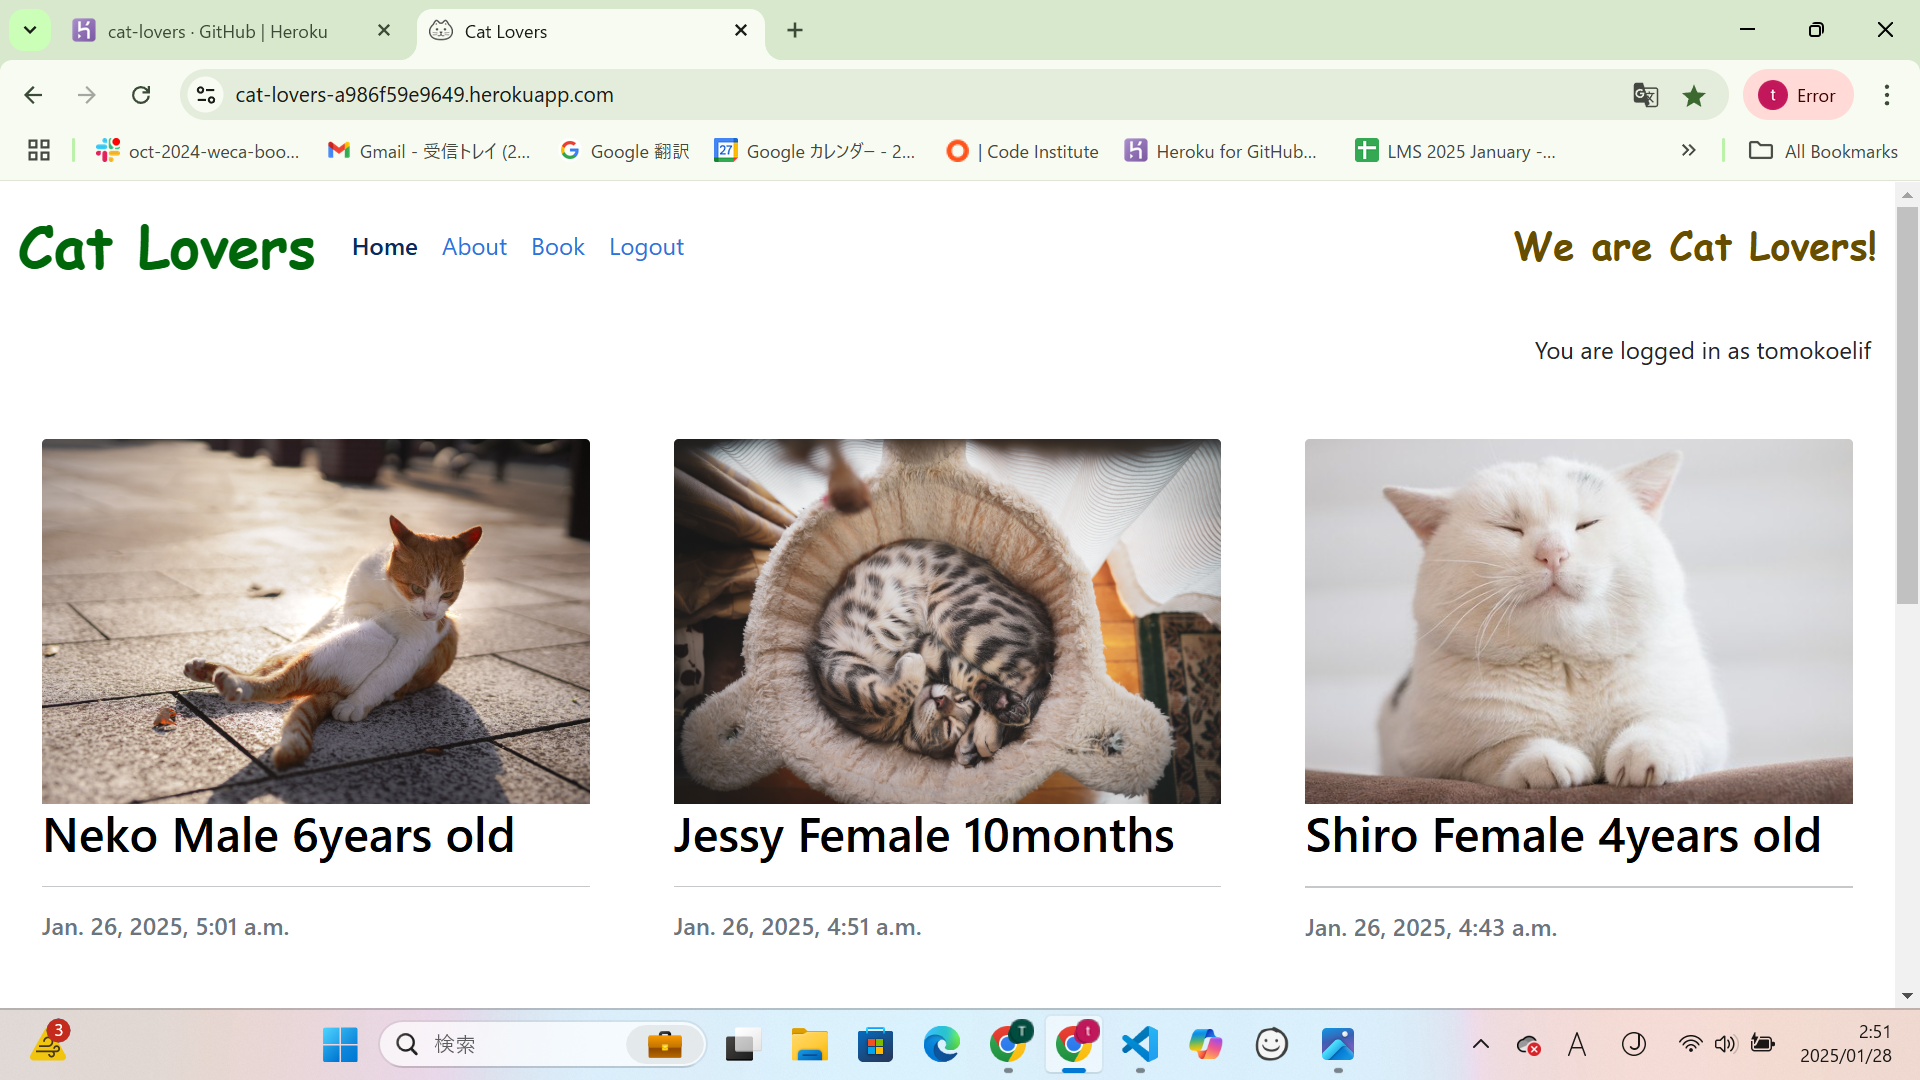 cat-lovers · GitHub | Heroku
Cat Lovers
cat-lovers-a986f59e9649.herokuapp.com
t
Error
oct-2024-weca-boo...
Gmail - 受信トレイ (2...
Google 翻訳
27
Google カレンダー - 2...
| Code Institute
Heroku for GitHub...
LMS 2025 January -...
»
All Bookmarks
Cat Lovers
Home
About
Book
Logout
We are Cat Lovers!
You are logged in as tomokoelif
Neko Male 6years old
Jessy Female 10months
Shiro Female 4years old
Jan. 26, 2025, 5:01 a.m.
Jan. 26, 2025, 4:51 a.m.
Jan. 26, 2025, 4:43 a.m.
3
検索
T
t
A
J
2:51
2025/01/28